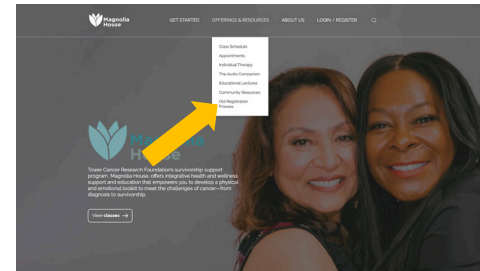 Magnolia
House
GET STARTED
OFFERINGS & RESOURCES
ABOUT US
LOGIN / REGISTER
Class Schedule
Appointments
Individual Therapy
The Audio Companion
Educational Lectures
Community Resources
Old Registration
Process
Magnolia
House
Tower Cancer Research Foundation's survivorship support
program, Magnolia House, offers integrative health and wellness
support and education that empowers you to develop a physical
and emotional toolkit to meet the challenges of cancer—from
diagnosis to survivorship.
View classes →